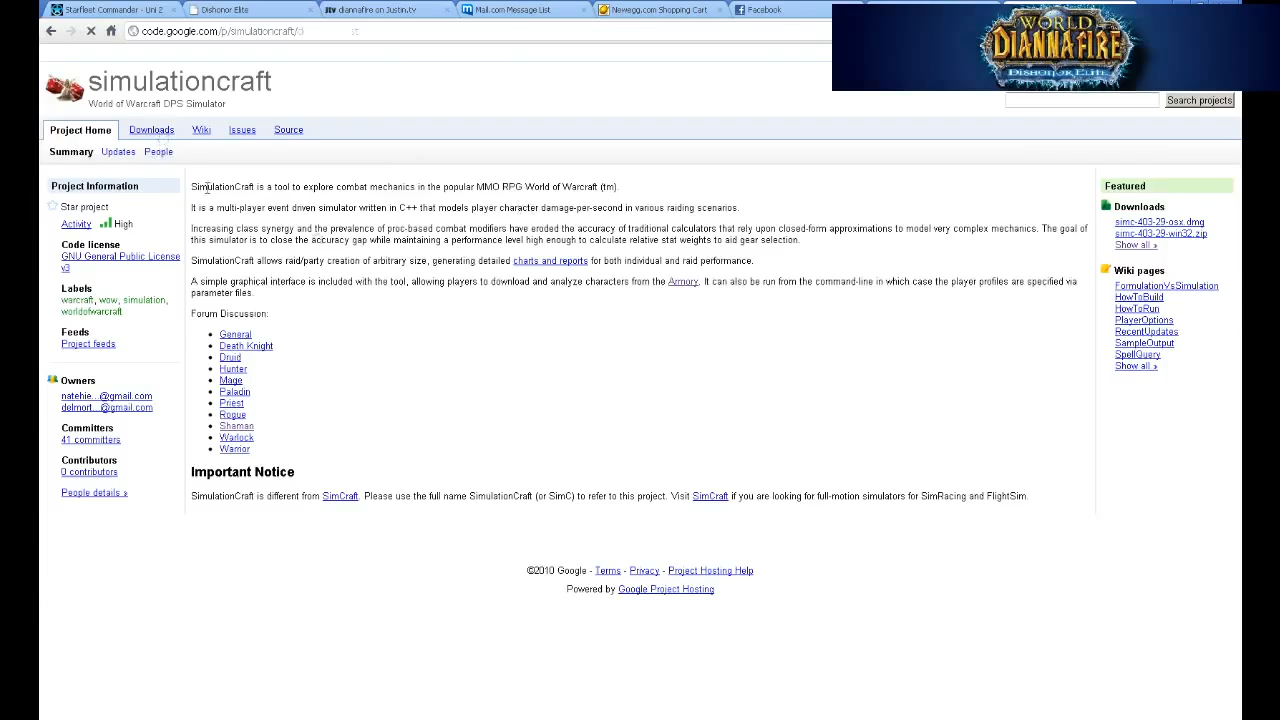 Starfleet Commander - Uni 2
Dishonor Elite
jtv diannafire on Justin.tv
Mail.com Message List
Newegg.com Shopping Cart
Facebook
code.google.com/p/simulationcraft/
WORLD
DIANNAFIRE
DISHONOR ELITE
simulationcraft
World of Warcraft DPS Simulator
Search projects
Project Home Downloads Wiki Issues Source
Summary Updates People
Project Information
Star project
Activity High
Code license
GNU General Public License
v3
Labels
warcraft, wow, simulation,
worldofwarcraft
Feeds
Project feeds
Owners
natehie...@gmail.com
delmort...@gmail.com
Committers
41 committers
Contributors
0 contributors
People details »
SimulationCraft is a tool to explore combat mechanics in the popular MMO RPG World of Warcraft (tm).
It is a multi-player event driven simulator written in C++ that models player character damage-per-second in various raiding scenarios.
Increasing class synergy and the prevalence of proc-based combat modifiers have eroded the accuracy of traditional calculators that rely upon closed-form approximations to model very complex mechanics. The goal of
this simulator is to close the accuracy gap while maintaining a performance level high enough to calculate relative stat weights to aid gear selection.
SimulationCraft allows raid/party creation of arbitrary size, generating detailed charts and reports for both individual and raid performance.
A simple graphical interface is included with the tool, allowing players to download and analyze characters from the Armory. It can also be run from the command-line in which case the player profiles are specified via
parameter files.
Forum Discussion:
General
Death Knight
Druid
Hunter
Mage
Paladin
Priest
Rogue
Shaman
Warlock
Warrior
Important Notice
SimulationCraft is different from SimCraft. Please use the full name SimulationCraft (or SimC) to refer to this project. Visit SimCraft if you are looking for full-motion simulators for SimRacing and FlightSim.
Featured
Downloads
simc-403-29-osx.dmg
simc-403-29-win32.zip
Show all »
Wiki pages
FormulationVsSimulation
HowToBuild
HowToRun
PlayerOptions
RecentUpdates
SampleOutput
SpellQuery
Show all »
©2010 Google - Terms - Privacy - Project Hosting Help
Powered by Google Project Hosting